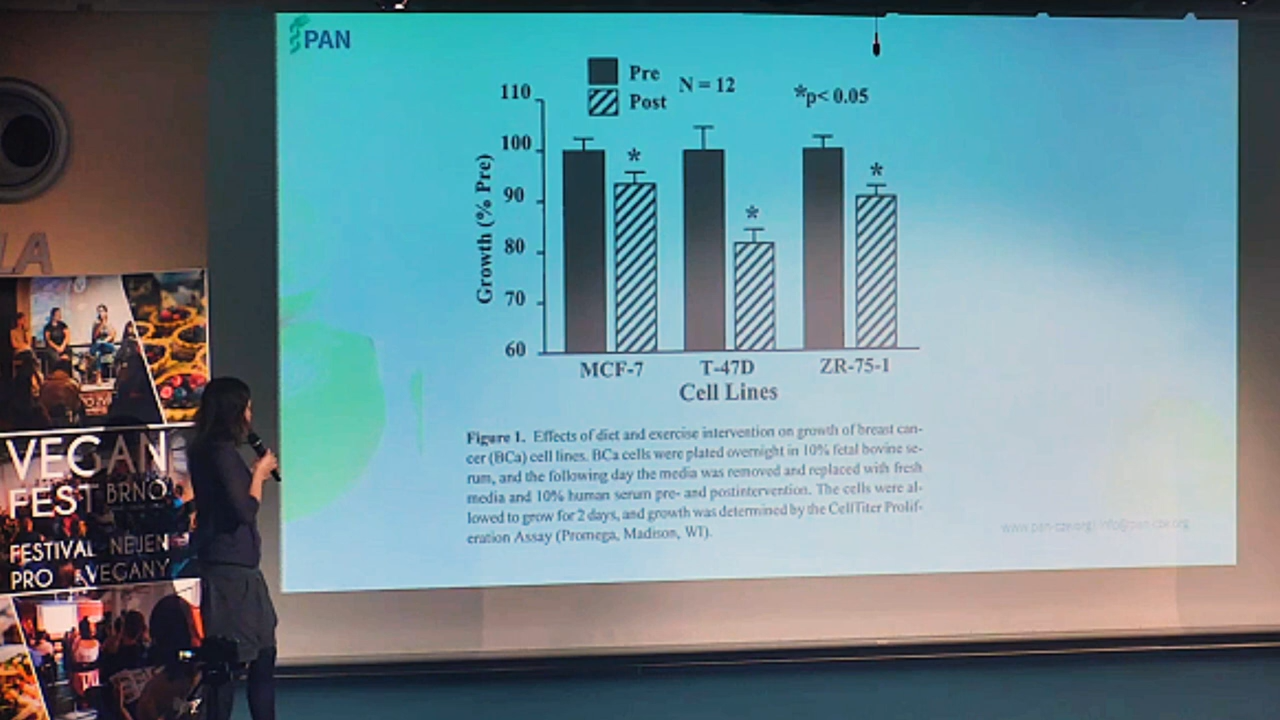 PAN
Pre
Post
N = 12
*p< 0.05
110
100
90
80
70
60
Growth (% Pre)
*
*
*
MCF-7
T-47D
ZR-75-1
Cell Lines
Figure 1. Effects of diet and exercise intervention on growth of breast can-
cer (BCa) cell lines. BCa cells were plated overnight in 10% fetal bovine se-
rum, and the following day the media was removed and replaced with fresh
media and 10% human serum pre- and postintervention. The cells were al-
lowed to grow for 2 days, and growth was determined by the CellTiter Prolif-
eration Assay (Promega, Madison, WI).
VEGAN
FEST BRNO
FESTIVAL NEJEN
PRO VEGANY